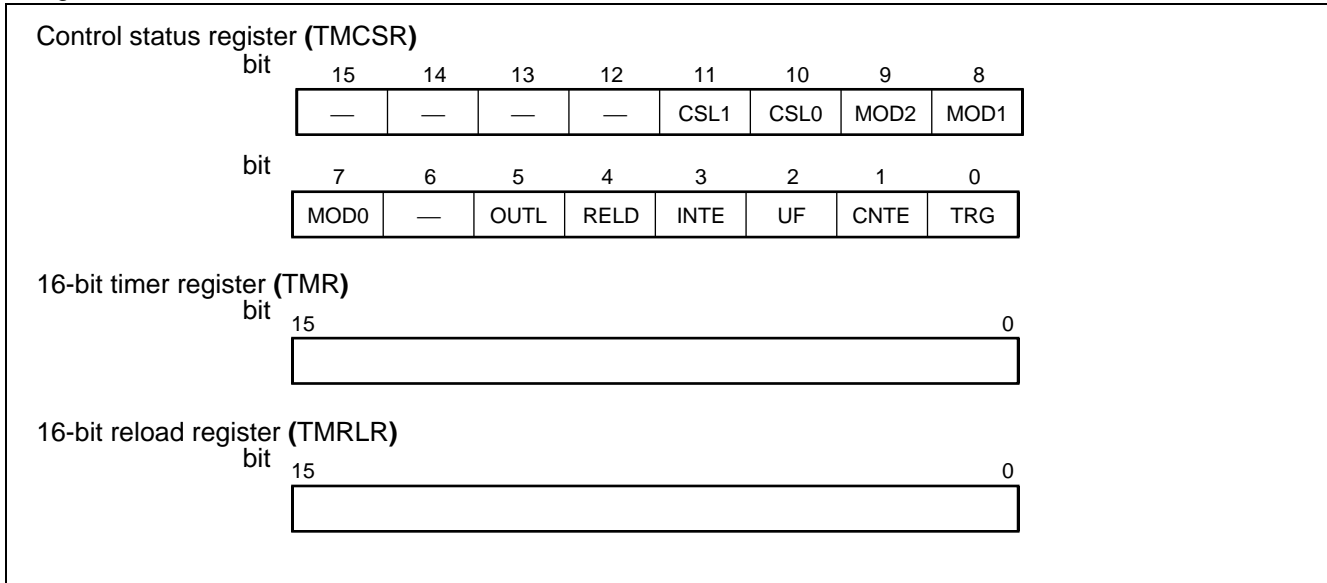 Control status register (TMCSR)
bit 15 14 13 12 11 10 9 8
— — — — CSL1 CSL0 MOD2 MOD1
bit 7 6 5 4 3 2 1 0
MOD0 — OUTL RELD INTE UF CNTE TRG
16-bit timer register (TMR)
bit 15 0
16-bit reload register (TMRLR)
bit 15 0